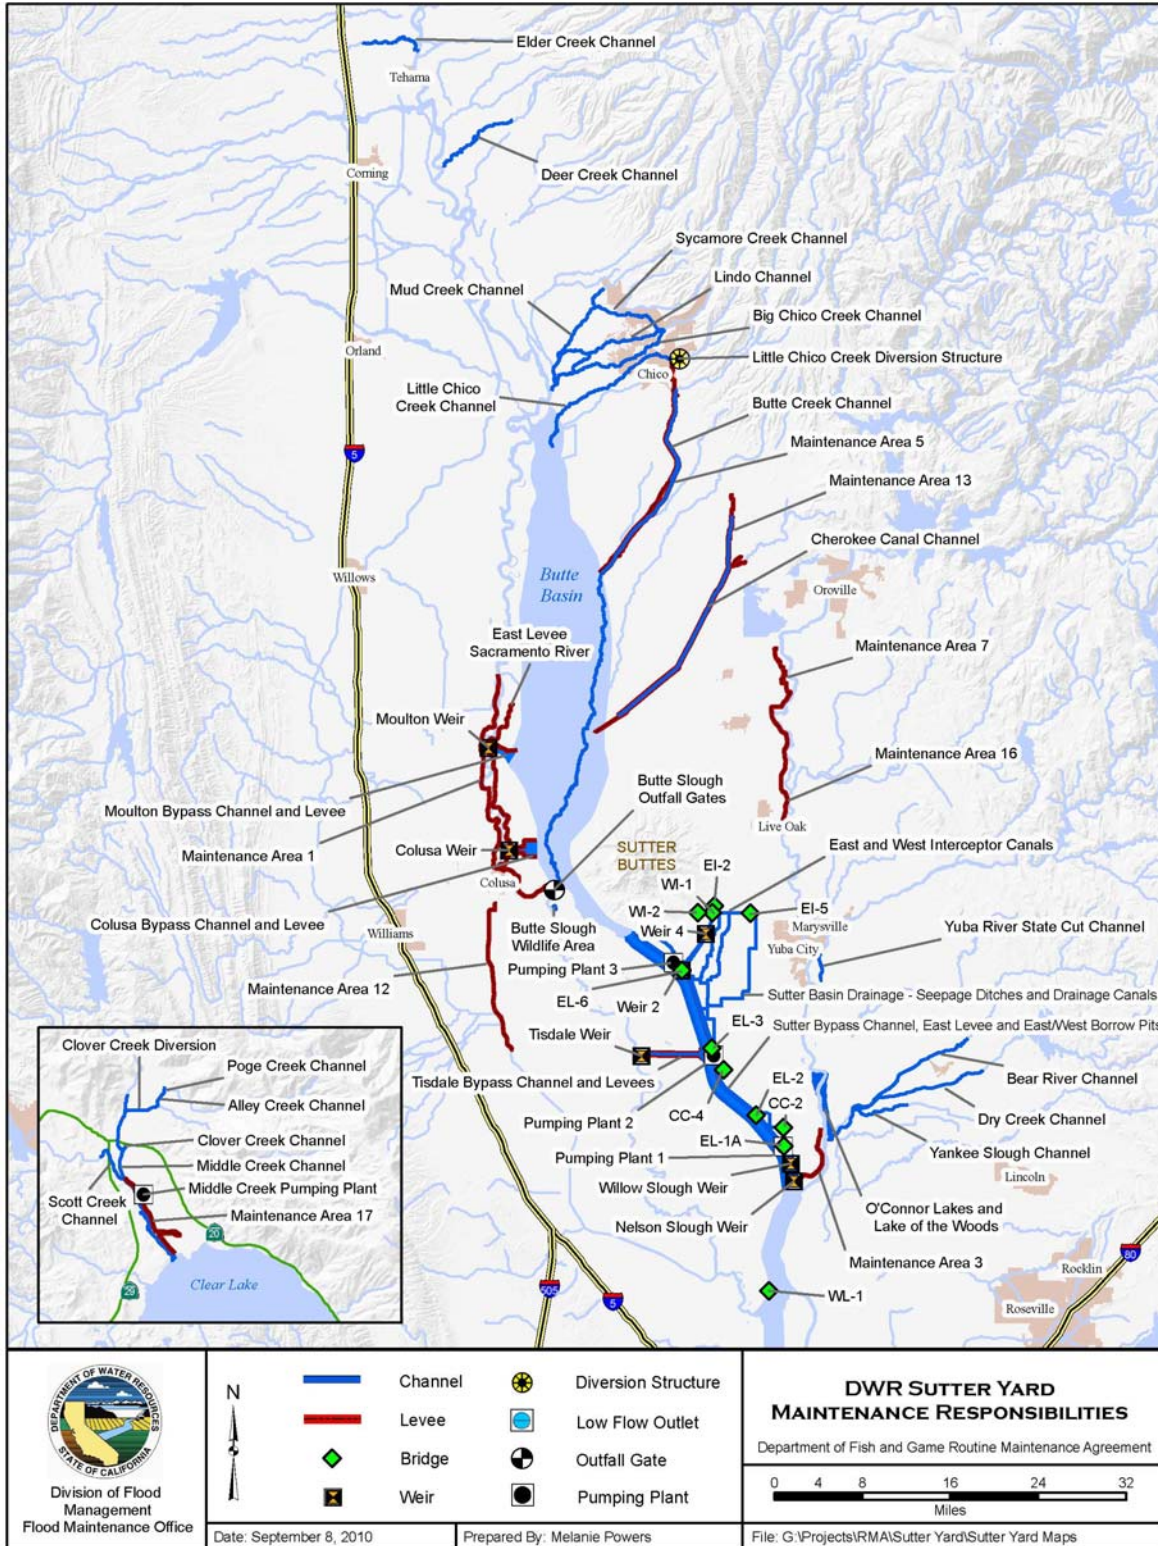 Elder Creek Channel
Tehama
Deer Creek Channel
Corning
Sycamore Creek Channel
Lindo Channel
Mud Creek Channel
Big Chico Creek Channel
Orland
Little Chico Creek Diversion Structure
Chico
Little Chico
Creek Channel
Butte Creek Channel
Maintenance Area 5
5
Maintenance Area 13
Cherokee Canal Channel
Willows
Butte
Basin
Oroville
East Levee
Sacramento River
Maintenance Area 7
Moulton Weir
Maintenance Area 16
Butte Slough
Outfall Gates
Moulton Bypass Channel and Levee
Live Oak
Maintenance Area 1
Colusa Weir
SUTTER
BUTTES
East and West Interceptor Canals
EI-2
WI-1
Colusa
WI-2
EI-5
Colusa Bypass Channel and Levee
Butte Slough
Wildlife Area
Weir 4
Marysville
Yuba River State Cut Channel
Williams
Yuba City
Pumping Plant 3
Maintenance Area 12
EL-6
Weir 2
Sutter Basin Drainage - Seepage Ditches and Drainage Canals
Sutter Bypass Channel, East Levee and East/West Borrow Pits
Tisdale Weir
EL-3
Clover Creek Diversion
Poge Creek Channel
Tisdale Bypass Channel and Levees
Bear River Channel
Alley Creek Channel
EL-2
CC-4
CC-2
Dry Creek Channel
Pumping Plant 2
Clover Creek Channel
EL-1A
Yankee Slough Channel
Middle Creek Channel
Pumping Plant 1
Lincoln
Middle Creek Pumping Plant
Willow Slough Weir
Scott Creek
Channel
Maintenance Area 17
O'Connor Lakes and
Lake of the Woods
Nelson Slough Weir
20
Maintenance Area 3
80
Rocklin
Clear Lake
29
505
5
WL-1
Roseville
DEPARTMENT OF WATER RESOURCES
STATE OF CALIFORNIA
Division of Flood
Management
Flood Maintenance Office
N
Channel
Levee
Bridge
Weir
Diversion Structure
Low Flow Outlet
Outfall Gate
Pumping Plant
DWR SUTTER YARD
MAINTENANCE RESPONSIBILITIES
Department of Fish and Game Routine Maintenance Agreement
0 4 8 16 24 32
Miles
Date: September 8, 2010
Prepared By: Melanie Powers
File: G:\Projects\RMA\Sutter Yard\Sutter Yard Maps